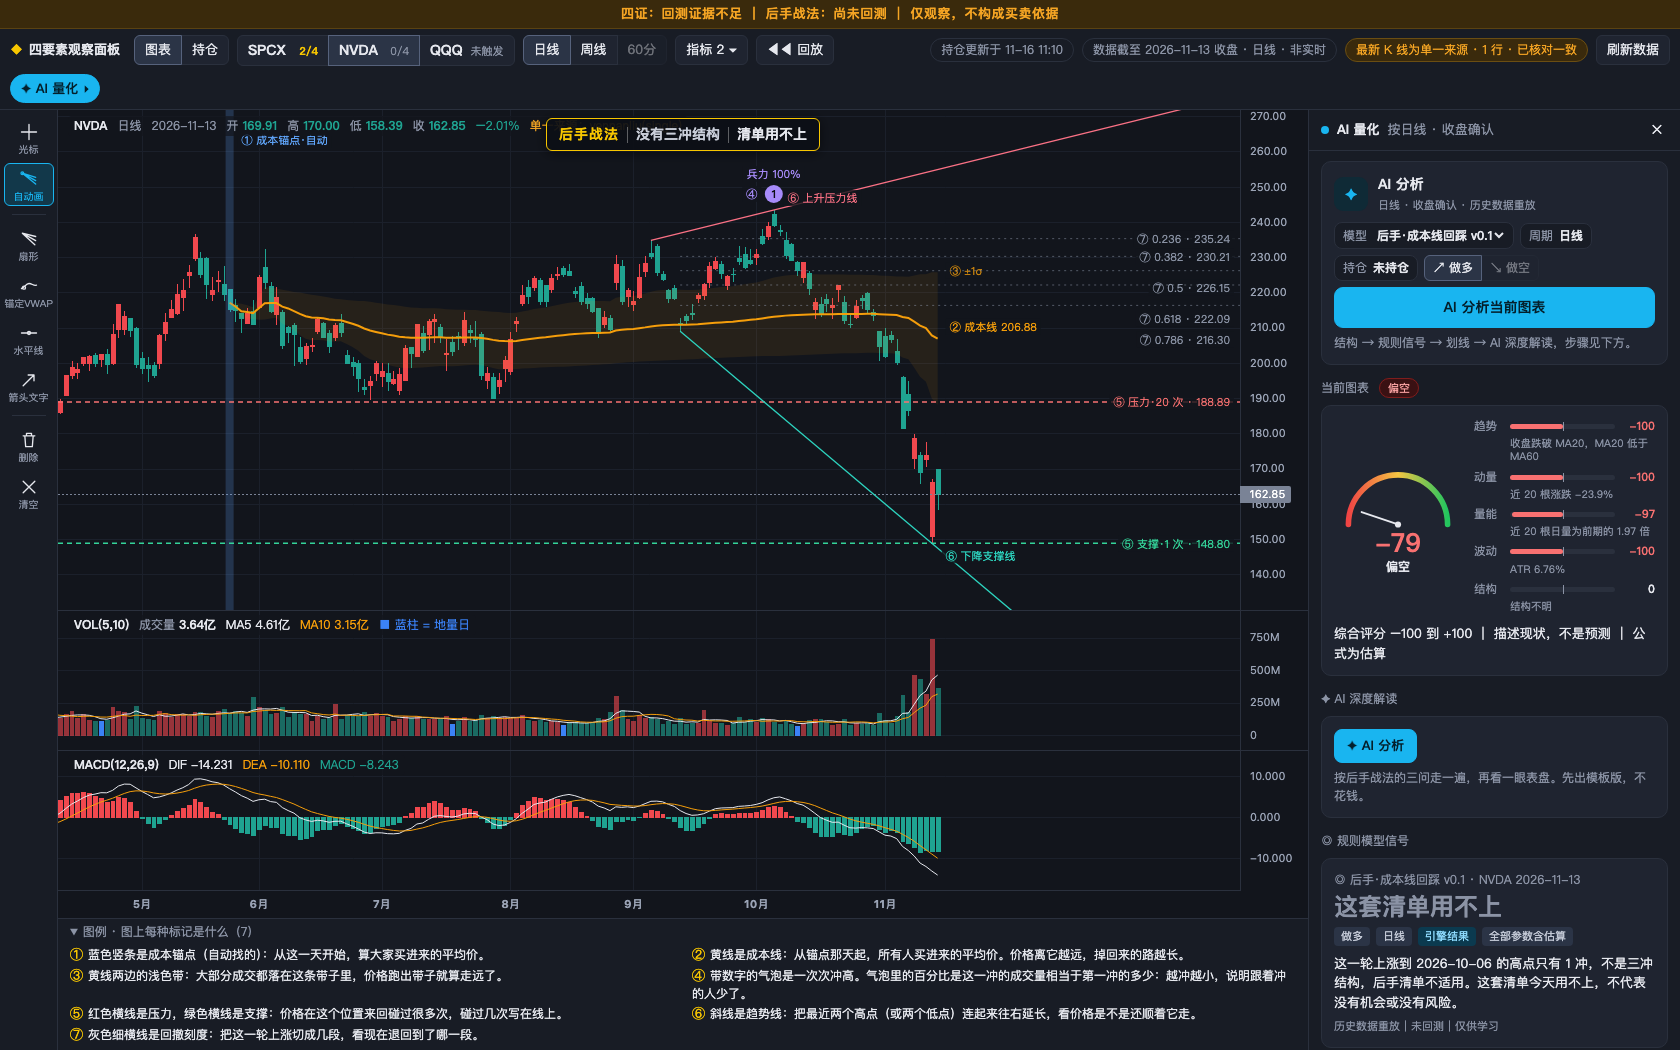 四证：回测证据不足 | 后手战法：尚未回测 | 仅观察，不构成买卖依据
◆ 四要素观察面板 图表 持仓 SPCX 2/4 NVDA 0/4 QQQ 未触发 日线 周线 60分 指标 2 ◀◀ 回放 持仓更新于 11-16 11:10 数据截至 2026-11-13 收盘 · 日线 · 非实时 最新 K 线为单一来源 · 1 行 · 已核对一致 刷新数据
✦ AI 量化 ›
光标
自动画
扇形
锚定VWAP
水平线
箭头文字
删除
清空
NVDA 日线 2026-11-13 开 169.91 高 170.00 低 158.39 收 162.85 −2.01% 单一
① 成本锚点·自动
后手战法 | 没有三冲结构 | 清单用不上
兵力 100%
④ 1 ⑥ 上升压力线
⑦ 0.236 · 235.24
⑦ 0.382 · 230.21
③ ±1σ
⑦ 0.5 · 226.15
⑦ 0.618 · 222.09
② 成本线 206.88
⑦ 0.786 · 216.30
⑤ 压力·20 次 · 188.89
⑤ 支撑·1 次 · 148.80
⑥ 下降支撑线
270.00
260.00
250.00
240.00
230.00
220.00
210.00
200.00
190.00
180.00
170.00
162.85
160.00
150.00
140.00
VOL(5,10) 成交量 3.64亿 MA5 4.61亿 MA10 3.15亿 ■ 蓝柱 = 地量日
750M
500M
250M
0
MACD(12,26,9) DIF −14.231 DEA −10.110 MACD −8.243
10.000
0.000
−10.000
5月 6月 7月 8月 9月 10月 11月
▼ 图例 · 图上每种标记是什么（7）
① 蓝色竖条是成本锚点（自动找的）：从这一天开始，算大家买进来的平均价。
② 黄线是成本线：从锚点那天起，所有人买进来的平均价。价格离它越远，掉回来的路越长。
③ 黄线两边的浅色带：大部分成交都落在这条带子里，价格跑出带子就算走远了。
④ 带数字的气泡是一次次冲高。气泡里的百分比是这一冲的成交量相当于第一冲的多少：越冲越小，说明跟着冲
的人少了。
⑤ 红色横线是压力，绿色横线是支撑：价格在这个位置来回碰过很多次，碰过几次写在线上。
⑥ 斜线是趋势线：把最近两个高点（或两个低点）连起来往右延长，看价格是不是还顺着它走。
⑦ 灰色细横线是回撤刻度：把这一轮上涨切成几段，看现在退回到了哪一段。
AI 量化 按日线 · 收盘确认 ×
✦ AI 分析
日线 · 收盘确认 · 历史数据重放
模型 后手·成本线回踩 v0.1 周期 日线
持仓 未持仓 ↗ 做多 ↘ 做空
AI 分析当前图表
结构 → 规则信号 → 划线 → AI 深度解读，步骤见下方。
当前图表 偏空
−79
偏空
趋势 −100
收盘跌破 MA20，MA20 低于
MA60
动量 −100
近 20 根涨跌 −23.9%
量能 −97
近 20 根日量为前期的 1.97 倍
波动 −100
ATR 6.76%
结构 0
结构不明
综合评分 −100 到 +100 | 描述现状，不是预测 | 公
式为估算
✦ AI 深度解读
✦ AI 分析
按后手战法的三问走一遍，再看一眼表盘。先出模板版，不
花钱。
◎ 规则模型信号
◎ 后手·成本线回踩 v0.1 · NVDA 2026-11-13
这套清单用不上
做多 日线 引擎结果 全部参数含估算
这一轮上涨到 2026-10-06 的高点只有 1 冲，不是三冲
结构，后手清单不适用。这套清单今天用不上，不代表
没有机会或没有风险。
历史数据重放 | 未回测 | 仅供学习